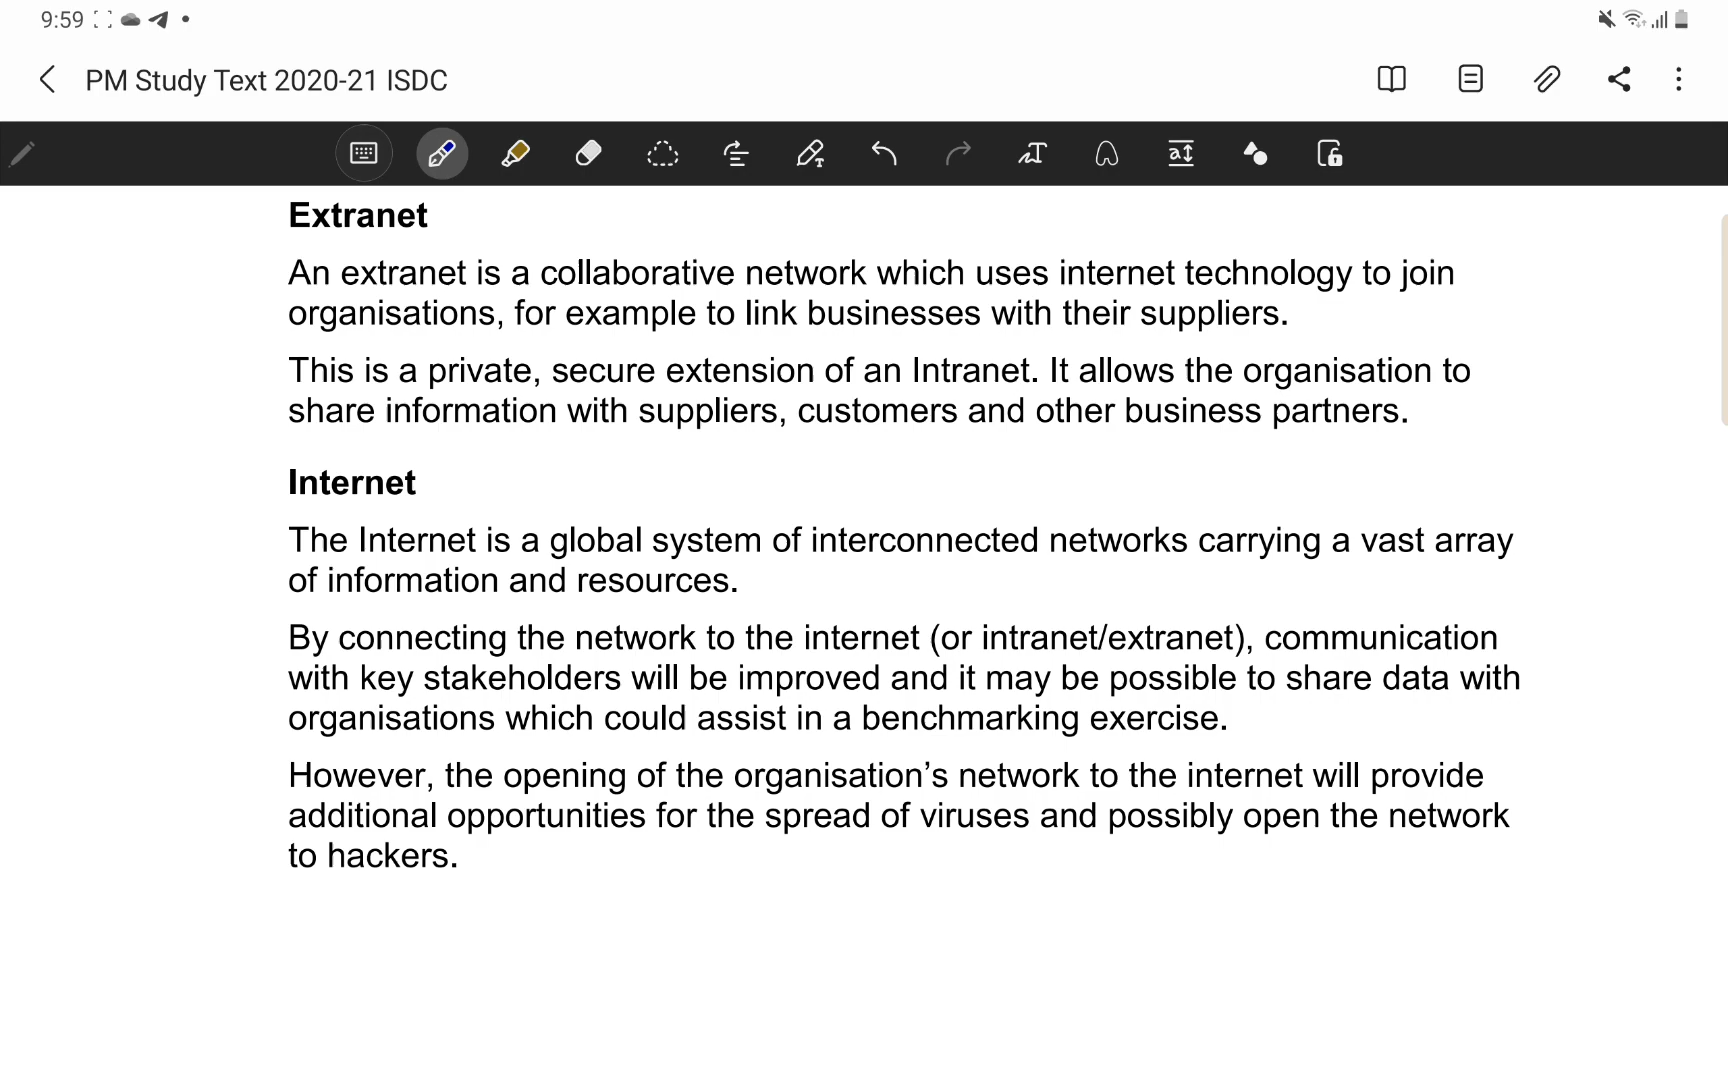 9:59
PM Study Text 2020-21 ISDC
Extranet
An extranet is a collaborative network which uses internet technology to join
organisations, for example to link businesses with their suppliers.
This is a private, secure extension of an Intranet. It allows the organisation to
share information with suppliers, customers and other business partners.
Internet
The Internet is a global system of interconnected networks carrying a vast array
of information and resources.
By connecting the network to the internet (or intranet/extranet), communication
with key stakeholders will be improved and it may be possible to share data with
organisations which could assist in a benchmarking exercise.
However, the opening of the organisation’s network to the internet will provide
additional opportunities for the spread of viruses and possibly open the network
to hackers.